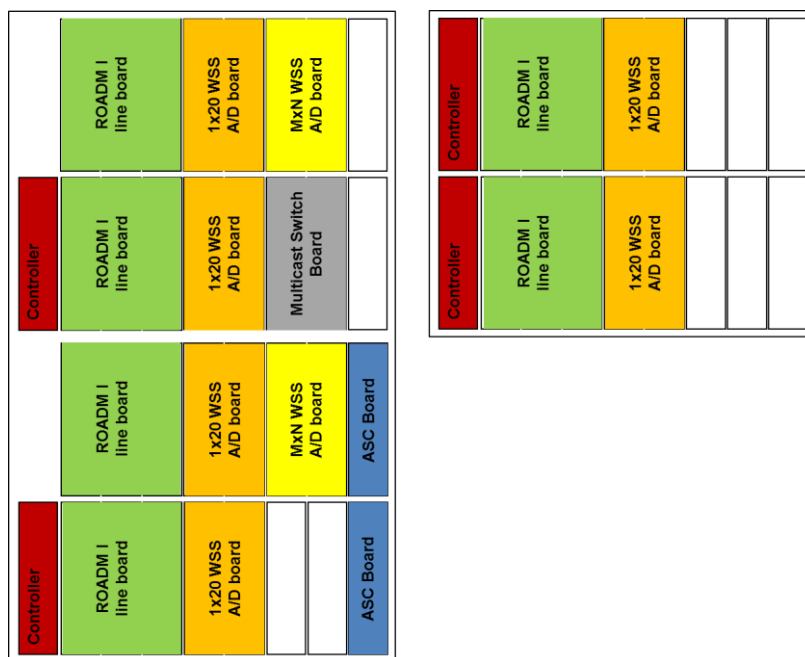 ROADM I
line board
1x20 WSS
A/D board
MxN WSS
A/D board
Controller
ROADM I
line board
1x20 WSS
A/D board
Multicast Switch
Board
ROADM I
line board
1x20 WSS
A/D board
MxN WSS
A/D board
ASC Board
Controller
ROADM I
line board
1x20 WSS
A/D board
ASC Board
Controller
ROADM I
line board
1x20 WSS
A/D board
Controller
ROADM I
line board
1x20 WSS
A/D board